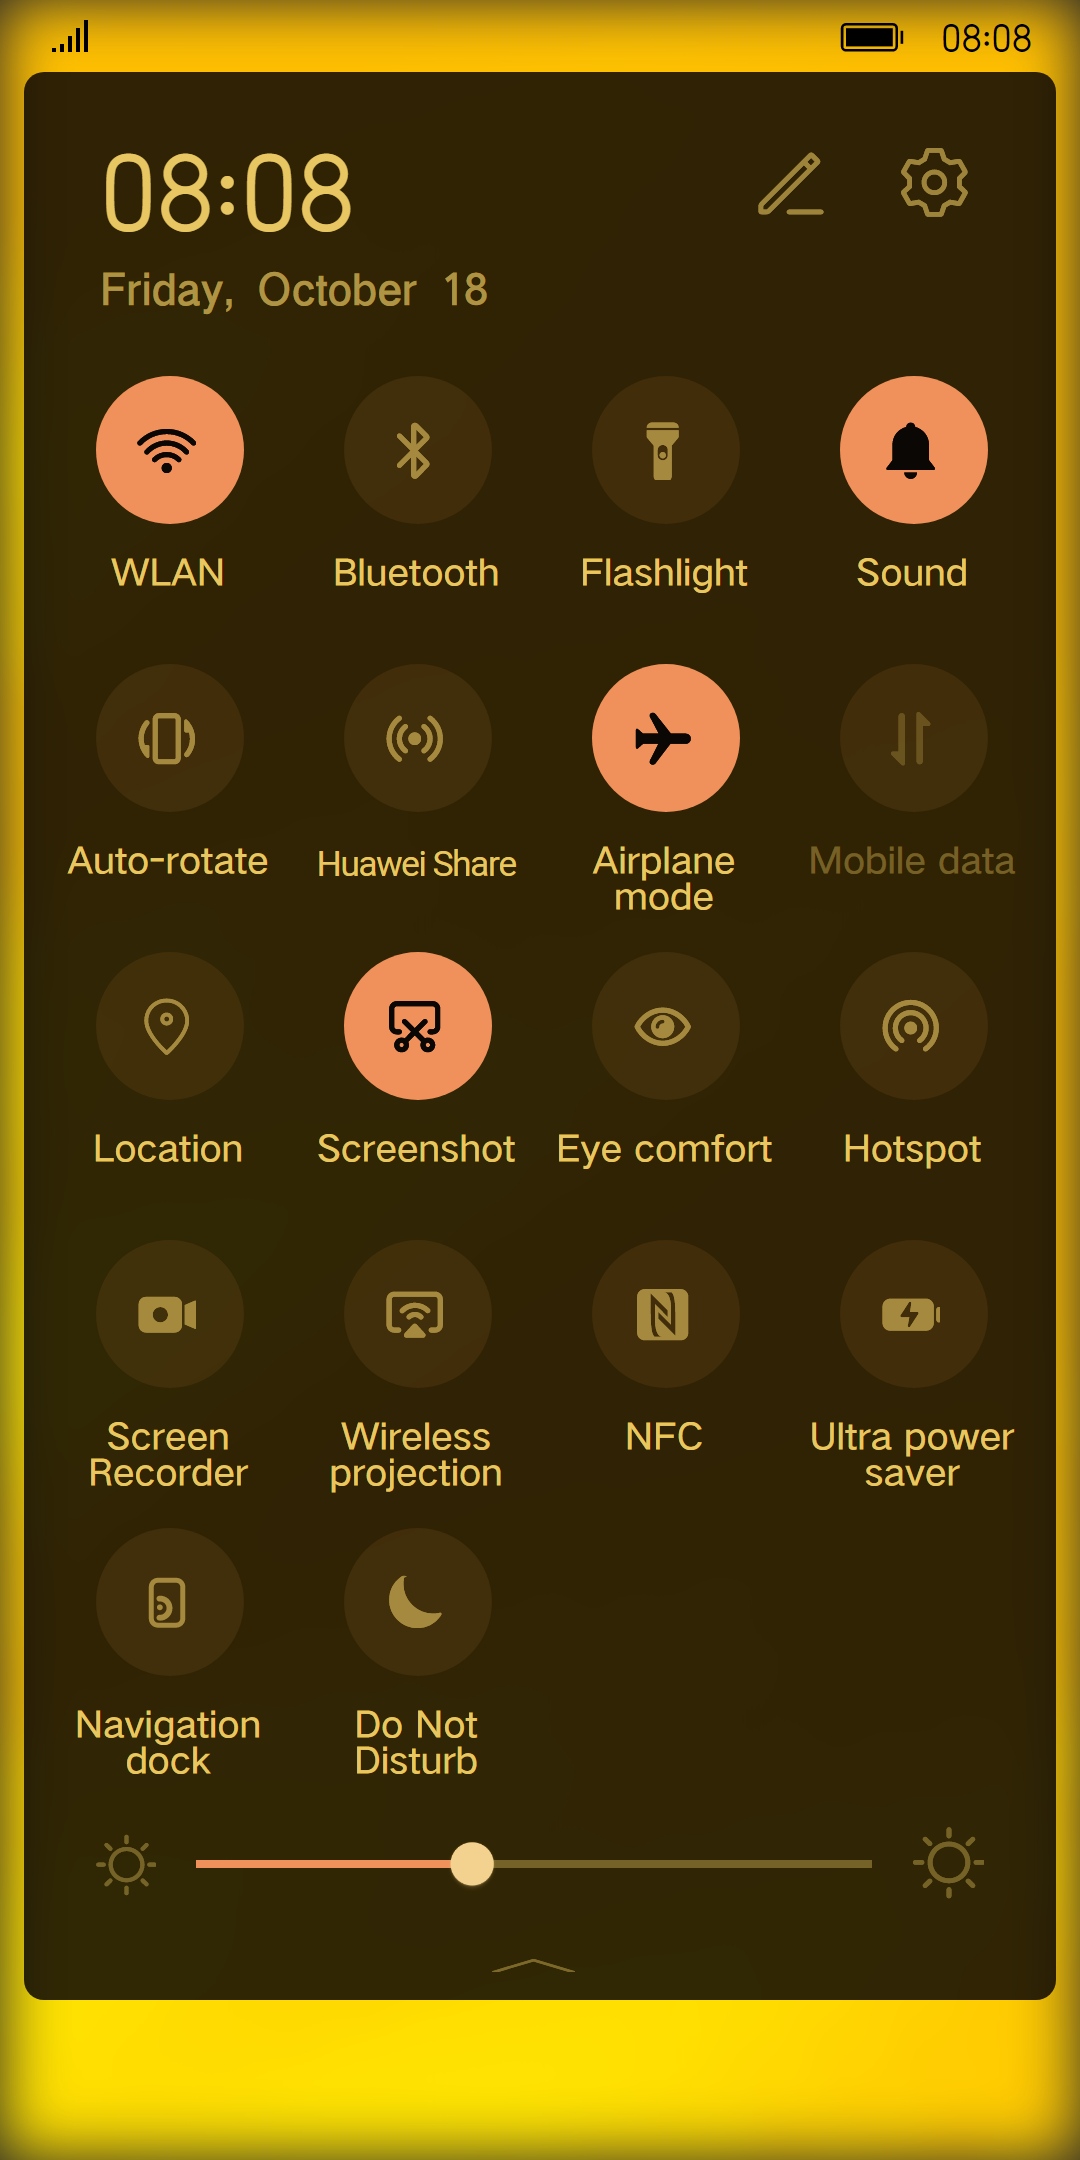 08:08
08:08
Friday, October 18
WLAN
Bluetooth
Flashlight
Sound
Auto-rotate
Huawei Share
Airplane
mode
Mobile data
Location
Screenshot
Eye comfort
Hotspot
Screen
Recorder
Wireless
projection
NFC
Ultra power
saver
Navigation
dock
Do Not
Disturb